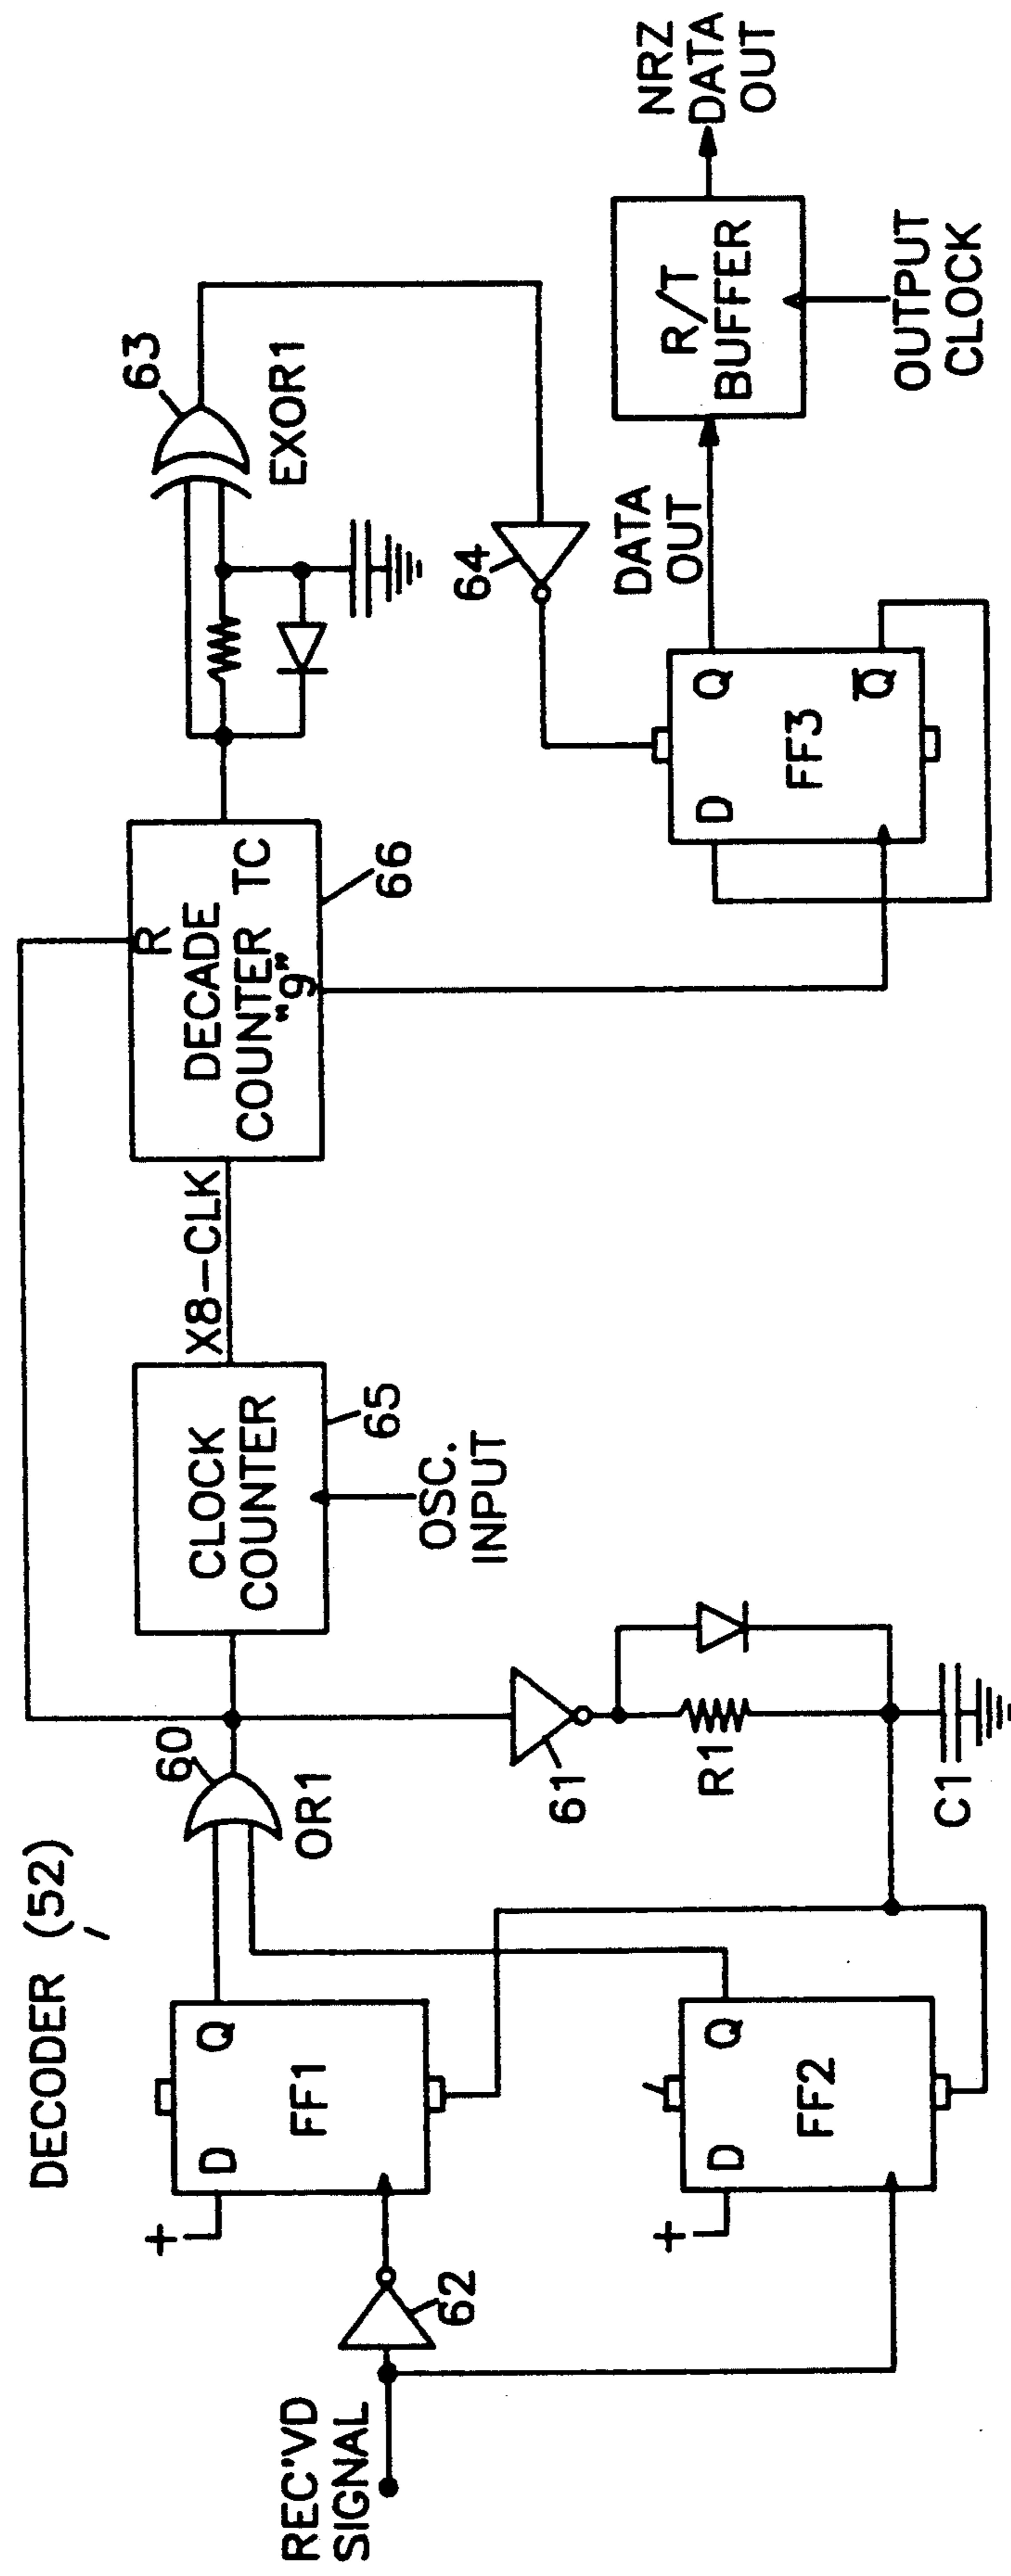 DECODER (52)
REC'VD
SIGNAL
62
+
D
Q
FF1
+
D
Q
FF2
60
OR1
61
R1
C1
CLOCK
COUNTER
65
OSC.
INPUT
X8-CLK
R
DECADE
COUNTER TC
"9"
66
63
EXOR1
64
D
Q
FF3
Q̅
DATA
OUT
R/T
BUFFER
OUTPUT
CLOCK
NRZ
DATA
OUT